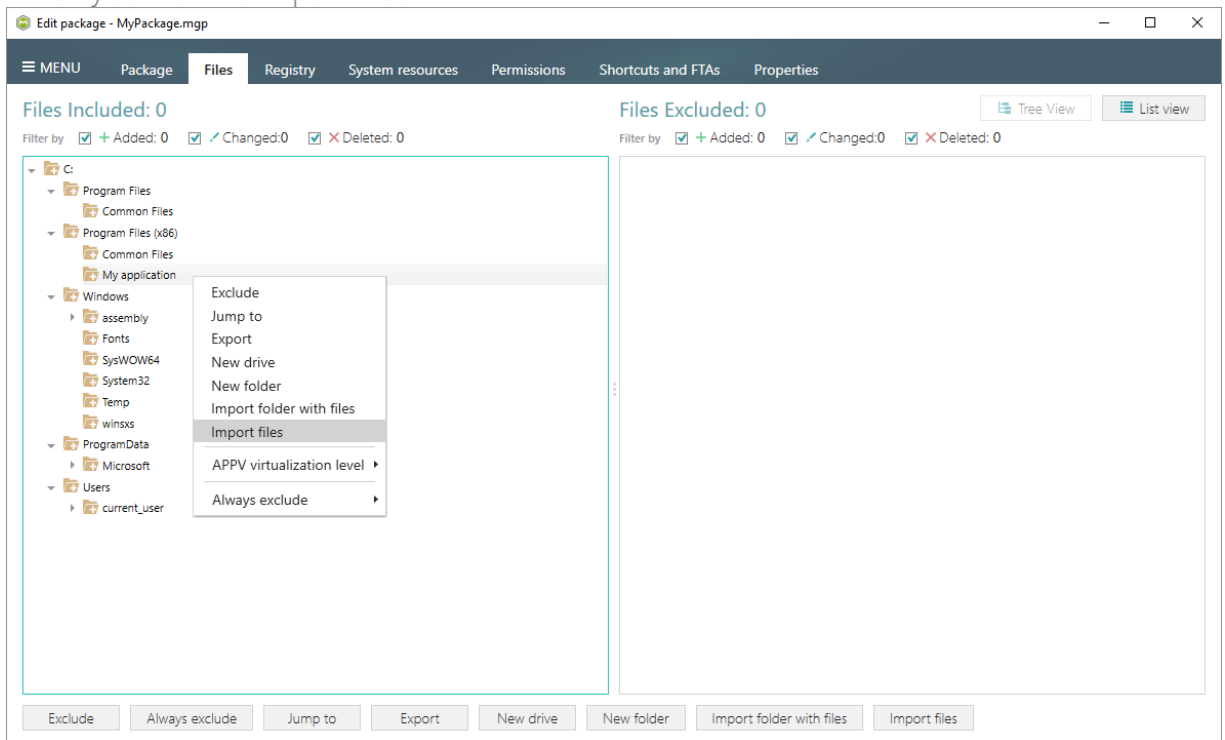 Edit package - MyPackage.mgp
MENU Package Files Registry System resources Permissions Shortcuts and FTAs Properties
Files Included: 0
Files Excluded: 0
Tree View
List view
Filter by + Added: 0 Changed:0 Deleted: 0
Filter by + Added: 0 Changed:0 Deleted: 0
C:
Program Files
Common Files
Program Files (x86)
Common Files
My application
Windows
assembly
Fonts
SysWOW64
System32
Temp
winsxs
ProgramData
Microsoft
Users
current_user
Exclude
Jump to
Export
New drive
New folder
Import folder with files
Import files
APPV virtualization level
Always exclude
Exclude Always exclude Jump to Export New drive New folder Import folder with files Import files